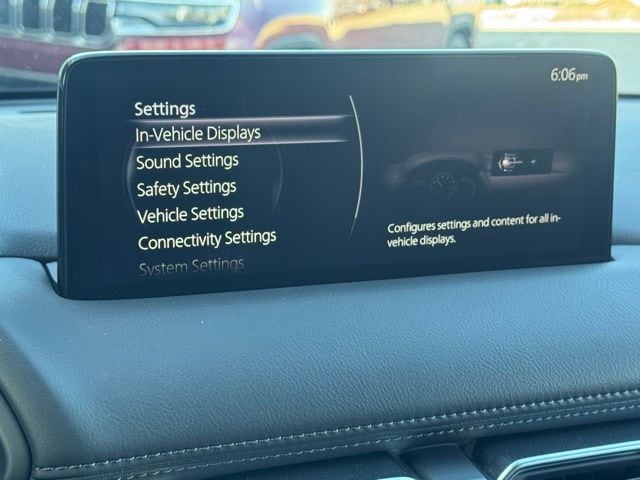 6:06pm
Settings
In-Vehicle Displays
Sound Settings
Safety Settings
Vehicle Settings
Connectivity Settings
System Settings
Configures settings and content for all in-
vehicle displays.